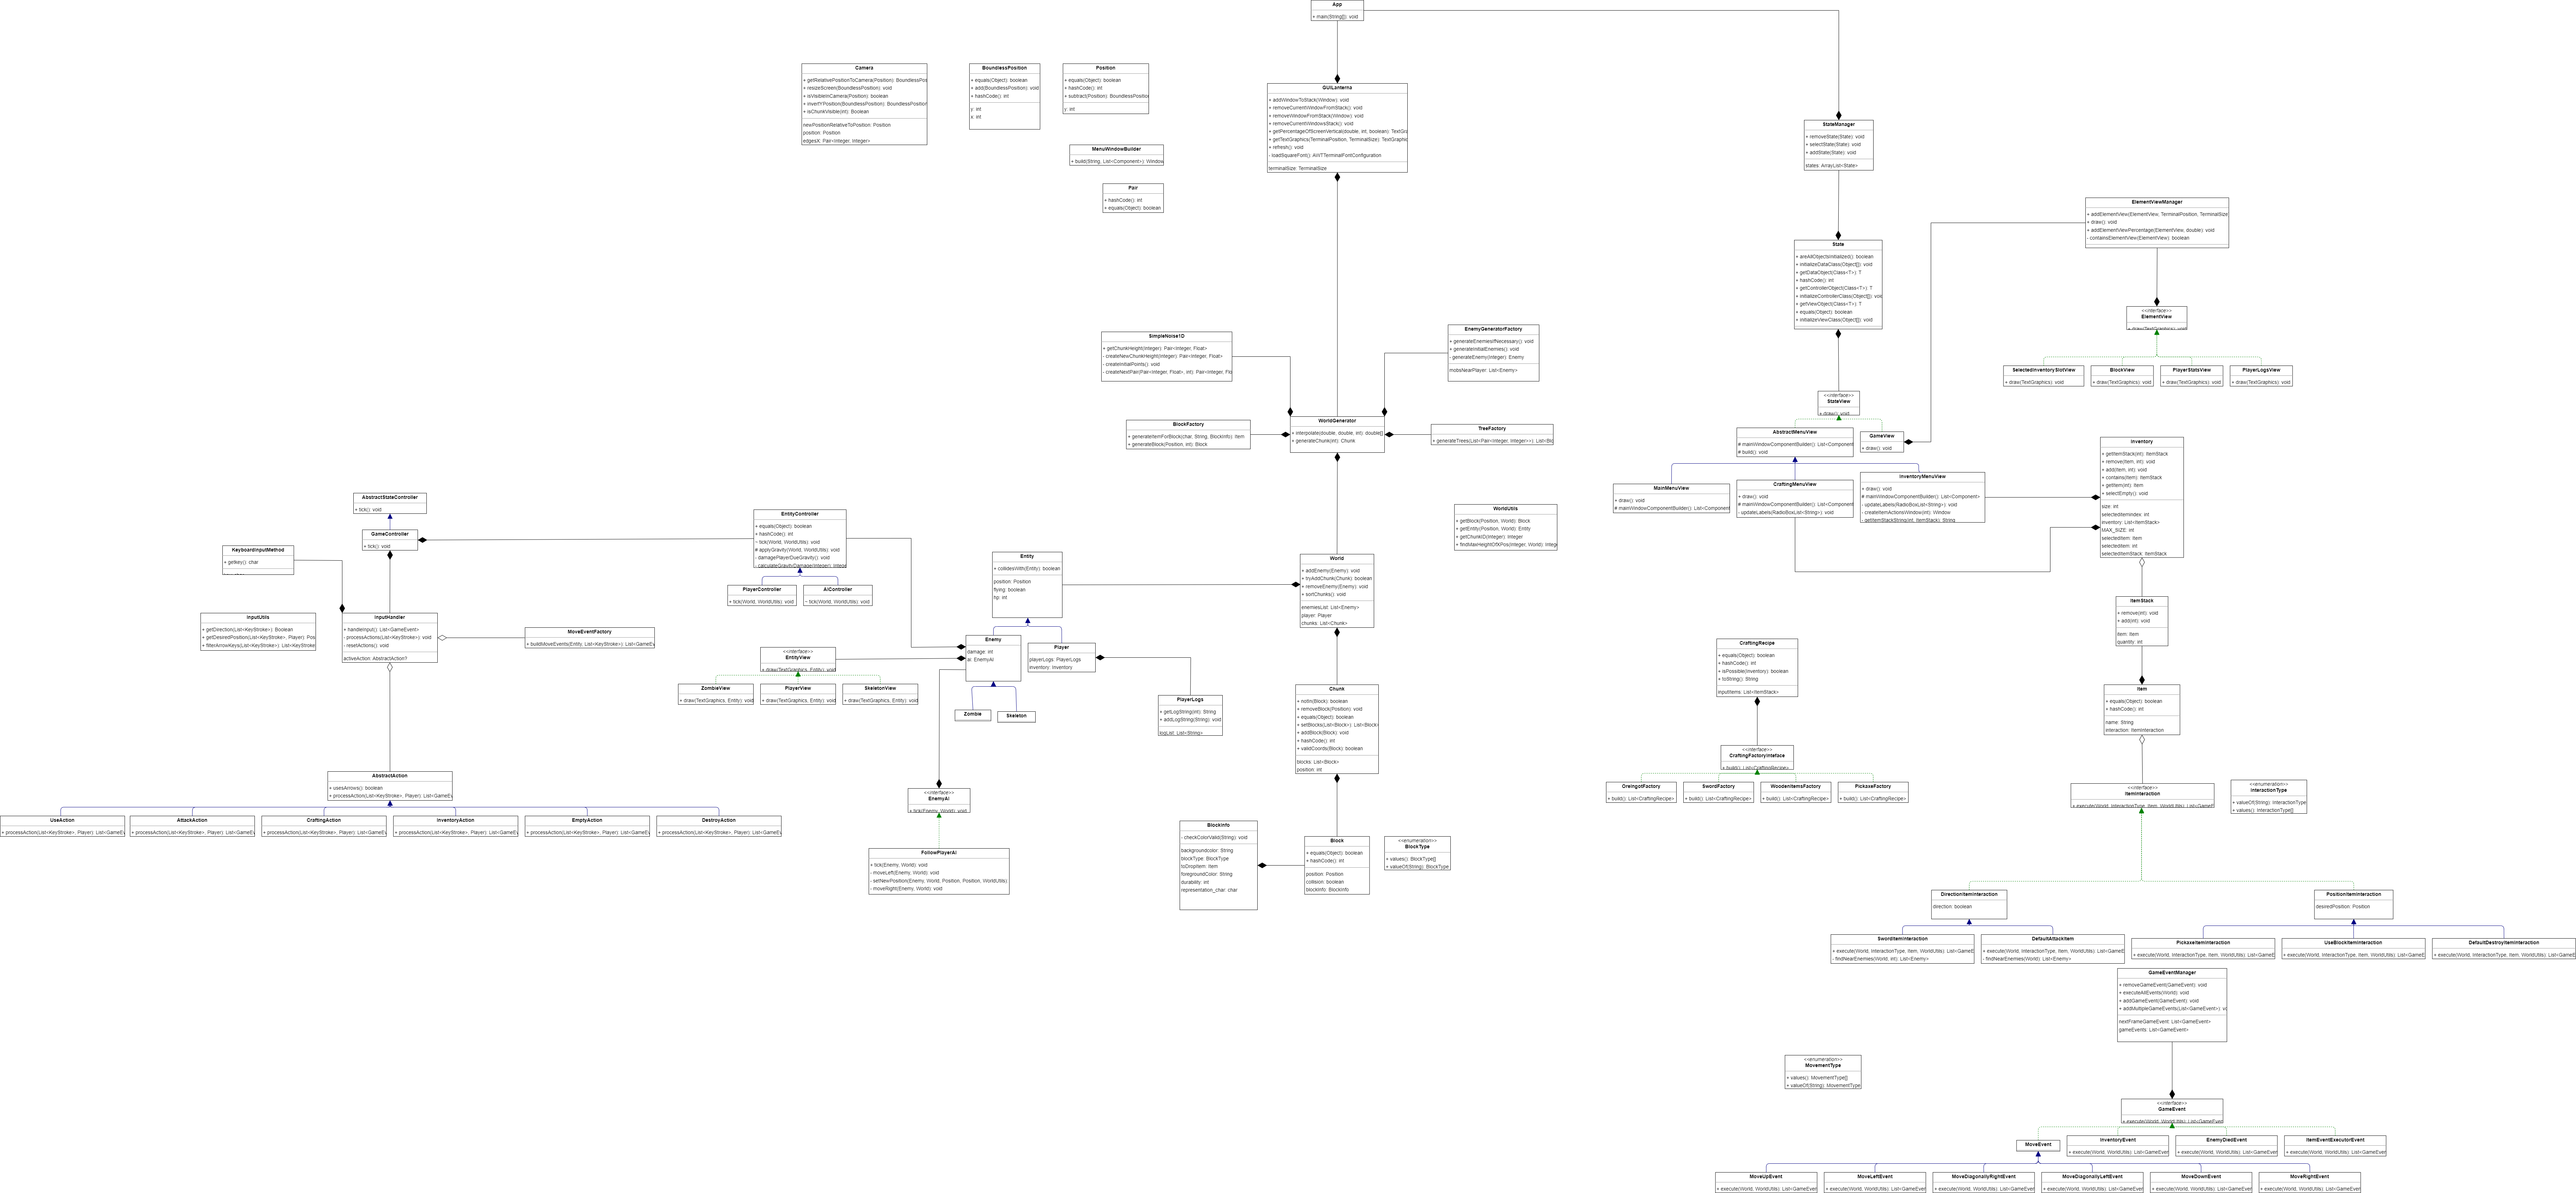 App
+ main(String[]): void
Camera
+ getRelativePositionToCamera(Position): BoundlessPos
+ resizeScreen(BoundlessPosition): void
+ isVisibleInCamera(Position): boolean
+ invertYPosition(BoundlessPosition): BoundlessPosition
+ isChunkVisible(int): Boolean
newPositionRelativeToPosition: Position
position: Position
edgesX: Pair<Integer, Integer>
BoundlessPosition
+ equals(Object): boolean
+ add(BoundlessPosition): void
+ hashCode(): int
y: int
x: int
Position
+ equals(Object): boolean
+ hashCode(): int
+ subtract(Position): BoundlessPositio
y: int
MenuWindowBuilder
+ build(String, List<Component>): Window
Pair
+ hashCode(): int
+ equals(Object): boolean
GUILanterna
+ addWindowToStack(Window): void
+ removeCurrentWindowFromStack(): void
+ removeWindowFromStack(Window): void
+ removeCurrentWindowsStack(): void
+ getPercentageOfScreenVertical(double, int, boolean): TextGra
+ getTextGraphics(TerminalPosition, TerminalSize): TextGraphic
+ refresh(): void
- loadSquareFont(): AWTTerminalFontConfiguration
terminalSize: TerminalSize
StateManager
+ removeState(State): void
+ selectState(State): void
+ addState(State): void
states: ArrayList<State>
ElementViewManager
+ addElementView(ElementView, TerminalPosition, TerminalSize
+ draw(): void
+ addElementViewPercentage(ElementView, double): void
- containsElementView(ElementView): boolean
State
+ areAllObjectsInitialized(): boolean
+ initializeDataClass(Object[]): void
+ getDataObject(Class<T>): T
+ hashCode(): int
+ getControllerObject(Class<T>): T
+ initializeControllerClass(Object[]): void
+ getViewObject(Class<T>): T
+ equals(Object): boolean
+ initializeViewClass(Object[]): void
<<interface>>
ElementView
+ draw(TextGraphics): void
SelectedInventorySlotView
+ draw(TextGraphics): void
BlockView
+ draw(TextGraphics): void
PlayerStatsView
+ draw(TextGraphics): void
PlayerLogsView
+ draw(TextGraphics): void
SimpleNoise1D
+ getChunkHeight(Integer): Pair<Integer, Float>
- createNewChunkHeight(Integer): Pair<Integer, Float>
- createInitialPoints(): void
- createNestPair(Pair<Integer, Float>, int): Pair<Integer, Flo
EnemyGeneratorFactory
+ generateEnemiesIfNecessary(): void
+ generateInitialEnemies(): void
- generateEnemy(Integer): Enemy
mobsNearPlayer: List<Enemy>
BlockFactory
+ generateItemForBlock(char, String, BlockInfo): Item
+ generateBlock(Position, int): Block
WorldGenerator
+ interpolate(double, double, int): double[]
+ generateChunk(int): Chunk
TreeFactory
+ generateTrees(List<Pair<Integer, Integer>>): List<Blo
<<interface>>
StateView
+ draw(): void
AbstractMenuView
# mainWindowComponentBuilder(): List<Component
# build(): void
GameView
+ draw(): void
MainMenuView
+ draw(): void
# mainWindowComponentBuilder(): List<Component
CraftingMenuView
+ draw(): void
# mainWindowComponentBuilder(): List<Component
- updateLabels(RadioBoxList<String>): void
InventoryMenuView
+ draw(): void
# mainWindowComponentBuilder(): List<Component>
- updateLabels(RadioBoxList<String>): void
- createItemActionsWindow(int): Window
- getItemStackString(int, ItemStack): String
Inventory
+ getItemStack(int): ItemStack
+ remove(Item, int): void
+ add(Item, int): void
+ contains(Item): ItemStack
+ getItem(int): Item
+ selectEmpty(): void
size: int
selectedItemIndex: int
inventory: List<ItemStack>
MAX_SIZE: int
selectedItem: Item
selectedItem: int
selectedItemStack: ItemStack
AbstractStateController
+ tick(): void
GameController
+ tick(): void
KeyboardInputMethod
+ getkey(): char
EntityController
+ equals(Object): boolean
+ hashCode(): int
~ tick(World, WorldUtils): void
# applyGravity(World, WorldUtils): void
- damagePlayerDueGravity(): void
- calculateGravityDamage(Integer): Intege
PlayerController
+ tick(World, WorldUtils): void
AIController
~ tick(World, WorldUtils): void
WorldUtils
+ getBlock(Position, World): Block
+ getEntity(Position, World): Entity
+ getChunkID(Integer): Integer
+ findMaxHeightOfXPos(Integer, World): Integ
Entity
+ collidesWith(Entity): boolean
position: Position
flying: boolean
hp: int
World
+ addEnemy(Enemy): void
+ tryAddChunk(Chunk): boolean
+ removeEnemy(Enemy): void
+ sortChunks(): void
enemiesList: List<Enemy>
player: Player
chunks: List<Chunk>
InputUtils
+ getDirection(List<KeyStroke>): Boolean
+ getDesiredPosition(List<KeyStroke>, Player): Pos
+ filterArrowKeys(List<KeyStroke>): List<KeyStroke
InputHandler
+ handleInput(): List<GameEvent>
- processActions(List<KeyStroke>): void
- resetActions(): void
activeAction: AbstractAction?
MoveEventFactory
+ buildMoveEvents(Entity, List<KeyStroke>): List<GameEv
<<interface>>
EntityView
+ draw(TextGraphics, Entity): void
ZombieView
+ draw(TextGraphics, Entity): void
PlayerView
+ draw(TextGraphics, Entity): void
SkeletonView
+ draw(TextGraphics, Entity): void
Enemy
damage: int
ai: EnemyAI
Player
playerLogs: PlayerLogs
inventory: Inventory
Zombie
Skeleton
PlayerLogs
+ getLogString(int): String
+ addLogString(String): void
logList: List<String>
ItemStack
+ remove(int): void
+ add(int): void
item: Item
quantity: int
CraftingRecipe
+ equals(Object): boolean
+ hashCode(): int
+ isPossible(Inventory): boolean
+ toString(): String
inputItems: List<ItemStack>
Chunk
+ notIn(Block): boolean
+ removeBlock(Position): void
+ equals(Object): boolean
+ setBlocks(List<Block>): List<Block>
+ addBlock(Block): void
+ hashCode(): int
+ validCoords(Block): boolean
blocks: List<Block>
position: int
Item
+ equals(Object): boolean
+ hashCode(): int
name: String
interaction: ItemInteraction
<<interface>>
CraftingFactoryInteface
+ build(): List<CraftingRecipe>
OreIngotFactory
+ build(): List<CraftingRecipe>
SwordFactory
+ build(): List<CraftingRecipe>
WoodenItemsFactory
+ build(): List<CraftingRecipe>
PickaxeFactory
+ build(): List<CraftingRecipe>
<<interface>>
ItemInteraction
+ execute(World, InteractionType, Item, WorldUtils): List<GameE
<<enumeration>>
InteractionType
+ valueOf(String): InteractionType
+ values(): InteractionType[]
AbstractAction
+ usesArrows(): boolean
+ processAction(List<KeyStroke>, Player): List<GameEv
UseAction
+ processAction(List<KeyStroke>, Player): List<GameEv
AttackAction
+ processAction(List<KeyStroke>, Player): List<GameEv
CraftingAction
+ processAction(List<KeyStroke>, Player): List<GameEv
InventoryAction
+ processAction(List<KeyStroke>, Player): List<GameEv
EmptyAction
+ processAction(List<KeyStroke>, Player): List<GameEv
DestroyAction
+ processAction(List<KeyStroke>, Player): List<GameEv
<<interface>>
EnemyAI
+ tick(Enemy, World): void
FollowPlayerAI
+ tick(Enemy, World): void
- moveLeft(Enemy, World): void
- setNewPosition(Enemy, World, Position, Position, WorldUtils):
- moveRight(Enemy, World): void
BlockInfo
- checkColorValid(String): void
backgroundcolor: String
blockType: BlockType
toDropItem: Item
foregroundColor: String
durability: int
representation_char: char
Block
+ equals(Object): boolean
+ hashCode(): int
position: Position
collision: boolean
blockInfo: BlockInfo
<<enumeration>>
BlockType
+ values(): BlockType[]
+ valueOf(String): BlockType
DirectionItemInteraction
direction: boolean
PositionItemInteraction
desiredPosition: Position
SwordItemInteraction
+ execute(World, InteractionType, Item, WorldUtils): List<GameE
- findNearEnemies(World, int): List<Enemy>
DefaultAttackItem
+ execute(World, InteractionType, Item, WorldUtils): List<GameE
- findNearEnemies(World): List<Enemy>
PickaxeItemInteraction
+ execute(World, InteractionType, Item, WorldUtils): List<GameE
UseBlockItemInteraction
+ execute(World, InteractionType, Item, WorldUtils): List<GameE
DefaultDestroyItemInteraction
+ execute(World, InteractionType, Item, WorldUtils): List<GameE
GameEventManager
+ removeGameEvent(GameEvent): void
+ executeAllEvents(World): void
+ addGameEvent(GameEvent): void
+ addMultipleGameEvents(List<GameEvent>): vo
nextFrameGameEvent: List<GameEvent>
gameEvents: List<GameEvent>
<<enumeration>>
MovementType
+ values(): MovementType[]
+ valueOf(String): MovementType
<<interface>>
GameEvent
+ execute(World, WorldUtils): List<GameEven
MoveEvent
InventoryEvent
+ execute(World, WorldUtils): List<GameEven
EnemyDiedEvent
+ execute(World, WorldUtils): List<GameEven
ItemEventExecutorEvent
+ execute(World, WorldUtils): List<GameEven
MoveUpEvent
+ execute(World, WorldUtils): List<GameEven
MoveLeftEvent
+ execute(World, WorldUtils): List<GameEven
MoveDiagonallyRightEvent
+ execute(World, WorldUtils): List<GameEven
MoveDiagonallyLeftEvent
+ execute(World, WorldUtils): List<GameEven
MoveDownEvent
+ execute(World, WorldUtils): List<GameEven
MoveRightEvent
+ execute(World, WorldUtils): List<GameEven